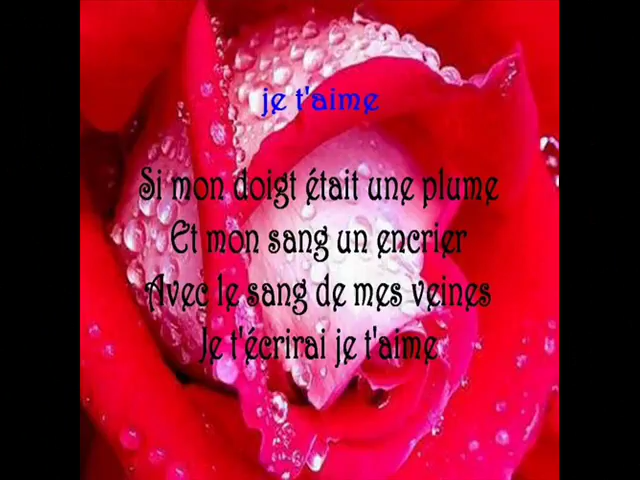 je t'aime
Si mon doigt était une plume
Et mon sang un encrier
Avec le sang de mes veines
Je t'écrirai je t'aime